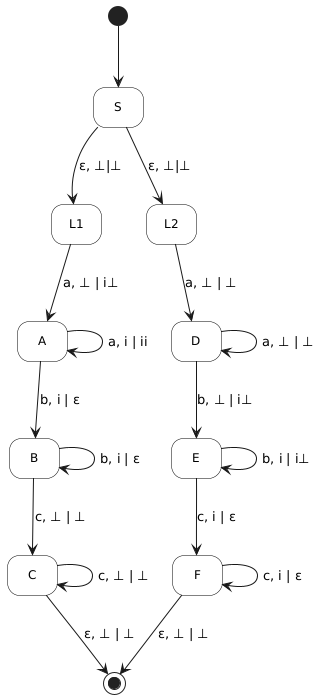 S
ε, ⊥|⊥
ε, ⊥|⊥
L1
L2
a, ⊥ | i⊥
a, ⊥ | ⊥
A
a, i | ii
D
a, ⊥ | ⊥
b, i | ε
b, ⊥ | i⊥
B
b, i | ε
E
b, i | i⊥
c, ⊥ | ⊥
c, i | ε
C
c, ⊥ | ⊥
F
c, i | ε
ε, ⊥ | ⊥
ε, ⊥ | ⊥